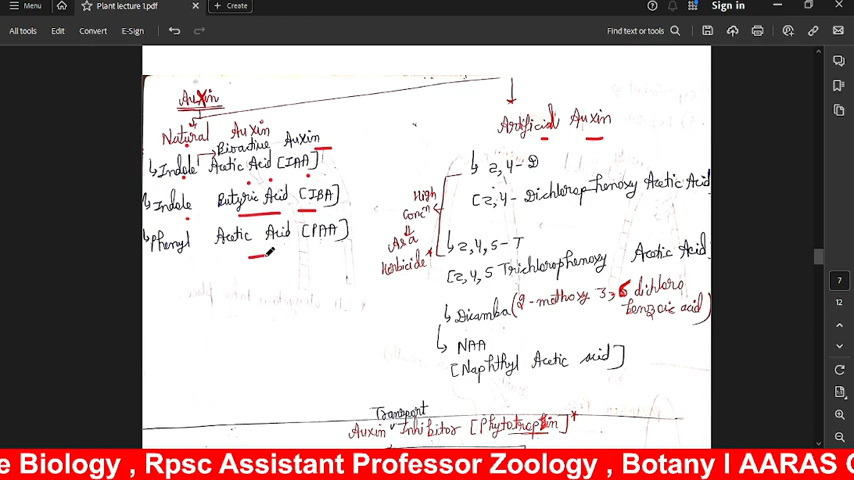 Menu
Plant lecture 1.pdf
Create
Sign in
All tools
Edit
Convert
E-Sign
Find text or tools
Auxin
Natural Auxin
Bioactive Auxin
Indole Acetic Acid [IAA]
Indole Butyric Acid [IBA]
Phenyl Acetic Acid [PAA]
Artificial Auxin
2,4-D
[2,4-Dichlorophenoxy Acetic Acid
High
Concn
As a
Herbicide*
2,4,5-T
[2,4,5 Trichlorophenoxy Acetic Acid]
Dicamba (2-methoxy 3,6 dichloro
benzoic acid)
NAA
[Naphthyl Acetic acid]
Transport
Auxin Inhibitor [Phytotropin]*
7
12
e Biology , Rpsc Assistant Professor Zoology , Botany I AARAS C